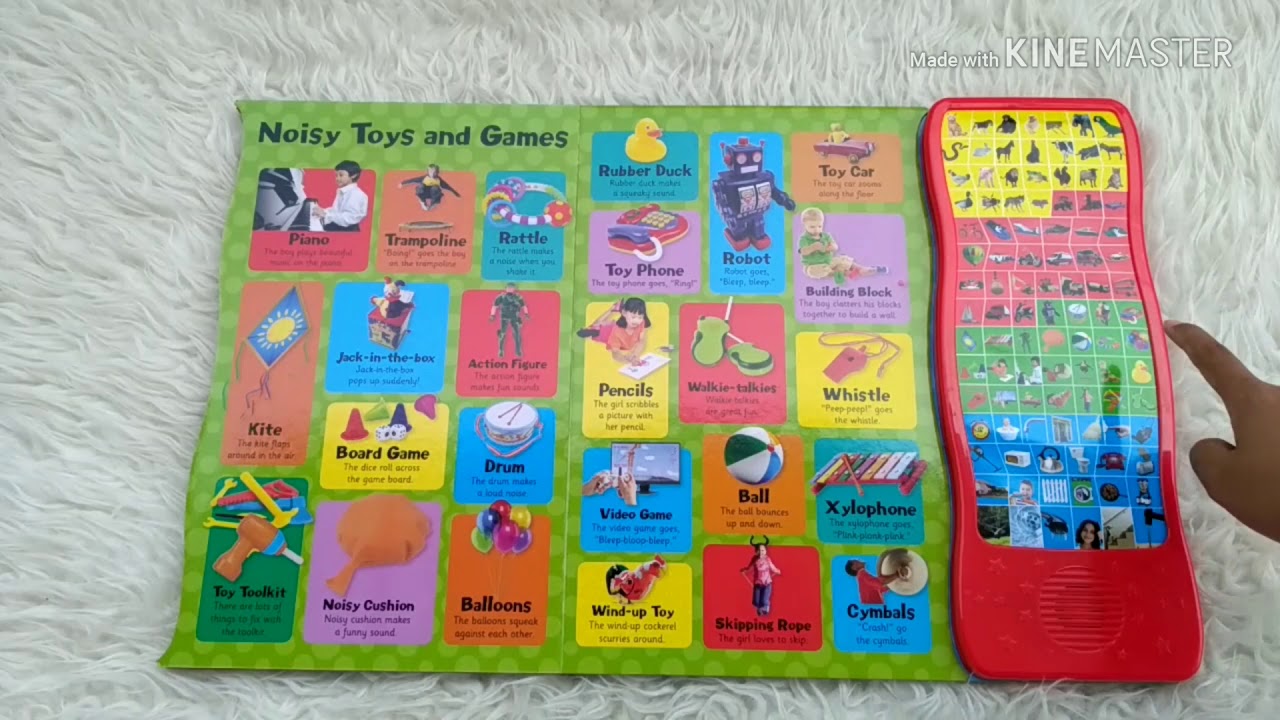 Made with KINEMASTER
Noisy Toys and Games
Piano
The boy plays beautiful
music on the piano.
Trampoline
"Boing!" goes the boy
on the trampoline.
Rattle
The rattle makes
a noise when you
shake it.
Kite
The kite flaps
around in the air.
Jack-in-the-box
Jack-in-the-box
pops up suddenly!
Action Figure
The action figure
makes fun sounds.
Board Game
The dice roll across
the game board.
Drum
The drum makes
a loud noise.
Toy Toolkit
There are lots of
things to fix with
the toolkit.
Noisy Cushion
Noisy cushion makes
a funny sound.
Balloons
The balloons squeak
against each other.
Rubber Duck
Rubber duck makes
a squeaky sound.
Robot
Robot goes,
"Bleep, bleep."
Toy Car
The toy car zooms
along the floor.
Toy Phone
The toy phone goes, "Ring!"
Building Block
The boy clatters his blocks
together to build a wall.
Pencils
The girl scribbles
a picture with
her pencil.
Walkie-talkies
Walkie-talkies
are great fun.
Whistle
"Peep-peep!" goes
the whistle.
Video Game
The video game goes,
"Bleep-bloop-bleep."
Ball
The ball bounces
up and down.
Xylophone
The xylophone goes,
"Plink-plonk-plink."
Wind-up Toy
The wind-up cockerel
scurries around.
Skipping Rope
The girl loves to skip.
Cymbals
"Crash!" go
the cymbals.